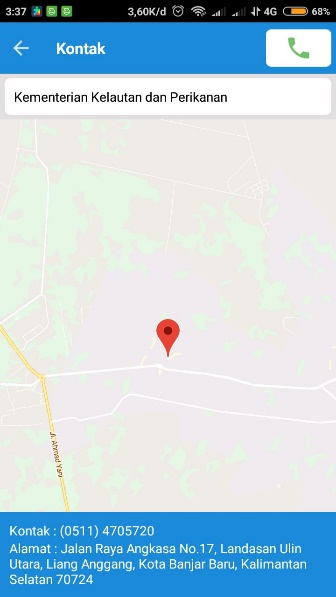 3:37 3,60K/d 4G 68%
Kontak
Kementerian Kelautan dan Perikanan
Jl. Ahmad Yani
Kontak : (0511) 4705720
Alamat : Jalan Raya Angkasa No.17, Landasan Ulin
Utara, Liang Anggang, Kota Banjar Baru, Kalimantan
Selatan 70724